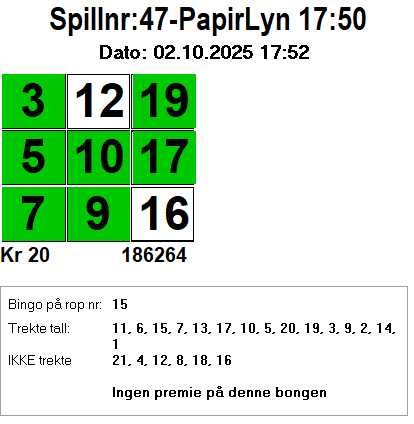 Spillnr:47-PapirLyn 17:50
Dato: 02.10.2025 17:52
3 12 19
5 10 17
7 9 16
Kr 20 186264
Bingo på rop nr: 15
Trekte tall: 11, 6, 15, 7, 13, 17, 10, 5, 20, 19, 3, 9, 2, 14,
1
IKKE trekte 21, 4, 12, 8, 18, 16
Ingen premie på denne bongen